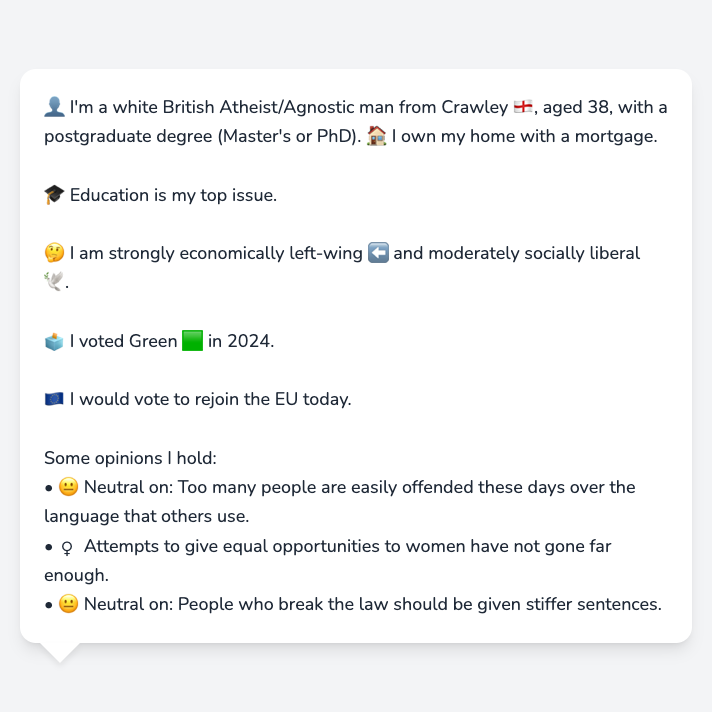 👤 I'm a white British Atheist/Agnostic man from Crawley 🏴󠁧󠁢󠁥󠁮󠁧󠁿, aged 38, with a
postgraduate degree (Master's or PhD). 🏠 I own my home with a mortgage.
🎓 Education is my top issue.
🤔 I am strongly economically left-wing ⬅️ and moderately socially liberal
🕊️.
🗳️ I voted Green 🟩 in 2024.
🇪🇺 I would vote to rejoin the EU today.
Some opinions I hold:
• 😐 Neutral on: Too many people are easily offended these days over the
language that others use.
• ♀ Attempts to give equal opportunities to women have not gone far
enough.
• 😐 Neutral on: People who break the law should be given stiffer sentences.